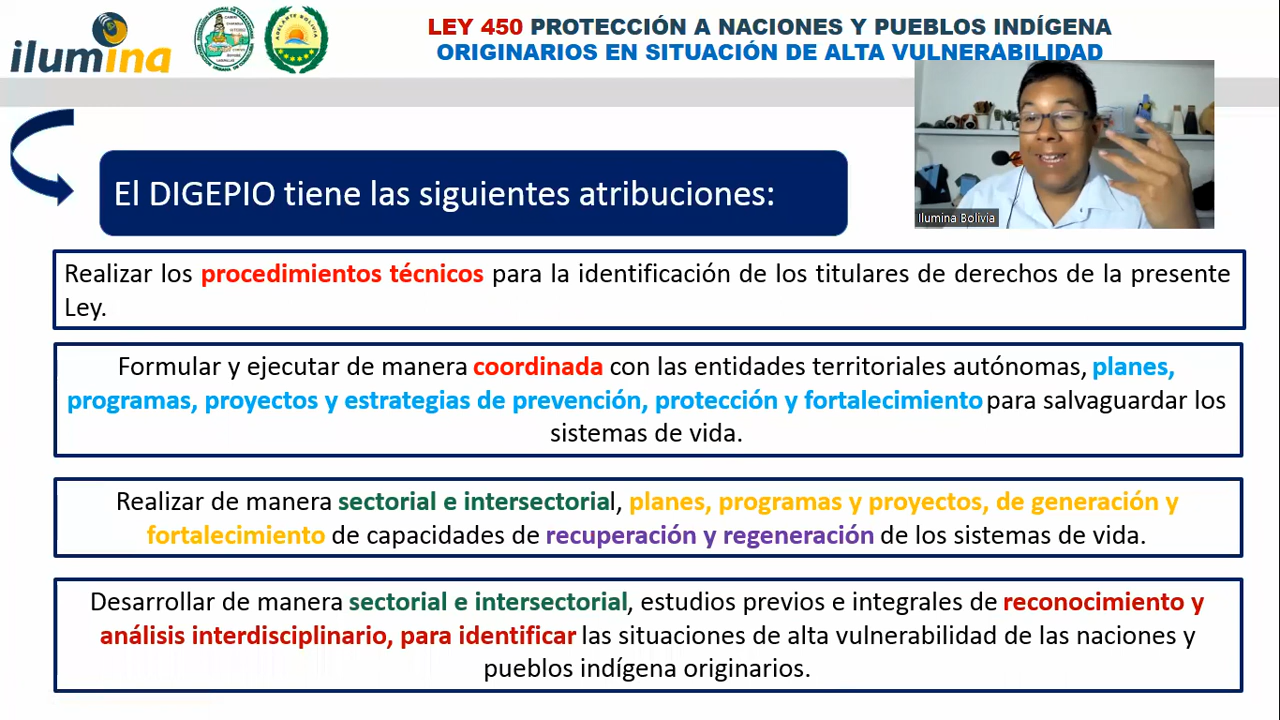 ilumina
LEY 450 PROTECCIÓN A NACIONES Y PUEBLOS INDÍGENA
ORIGINARIOS EN SITUACIÓN DE ALTA VULNERABILIDAD
Ilumina Bolivia
El DIGEPIO tiene las siguientes atribuciones:
Realizar los procedimientos técnicos para la identificación de los titulares de derechos de la presente
Ley.
Formular y ejecutar de manera coordinada con las entidades territoriales autónomas, planes,
programas, proyectos y estrategias de prevención, protección y fortalecimiento para salvaguardar los
sistemas de vida.
Realizar de manera sectorial e intersectorial, planes, programas y proyectos, de generación y
fortalecimiento de capacidades de recuperación y regeneración de los sistemas de vida.
Desarrollar de manera sectorial e intersectorial, estudios previos e integrales de reconocimiento y
análisis interdisciplinario, para identificar las situaciones de alta vulnerabilidad de las naciones y
pueblos indígena originarios.